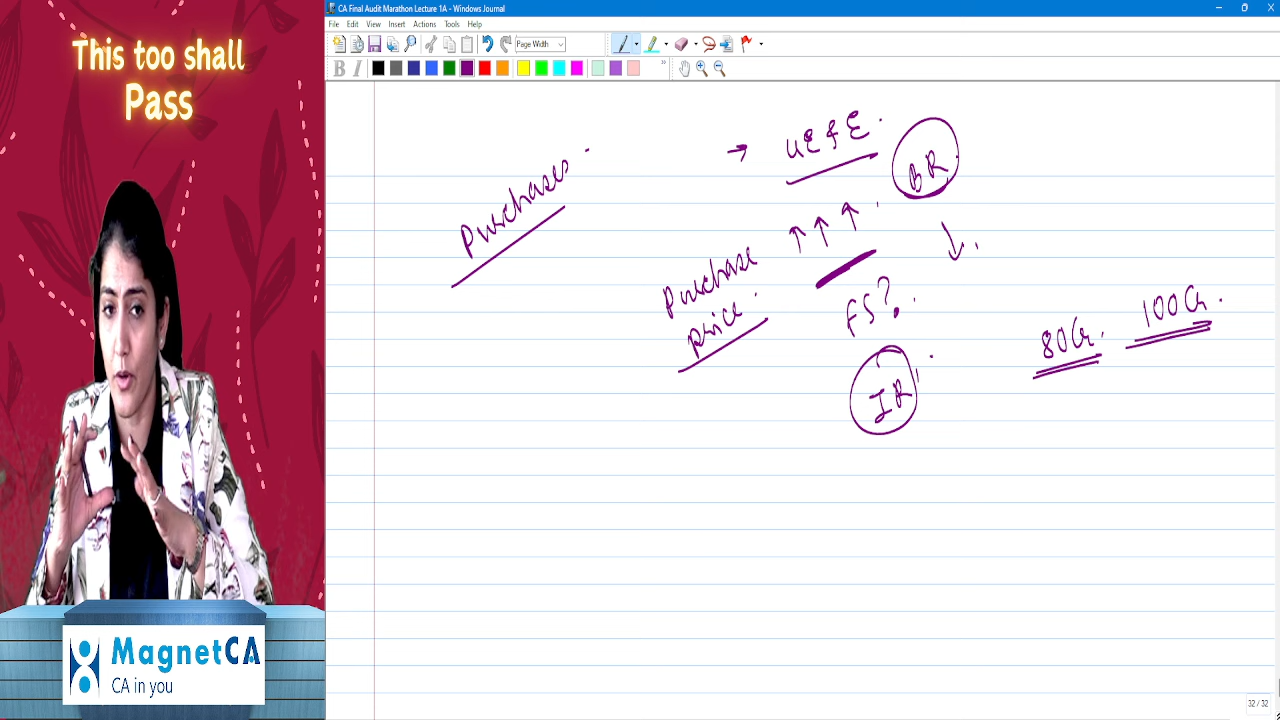 This too shall
Pass
CA Final Audit Marathon Lecture 1A - Windows Journal
File Edit View Insert Actions Tools Help
Page Width
B I
Purchases.
→ UE & E.
BR
↑ ↑ ↑
↓
Purchase
price.
FS?
80Cr.
100Cr.
IR
MagnetCA
CA in you
32 / 32